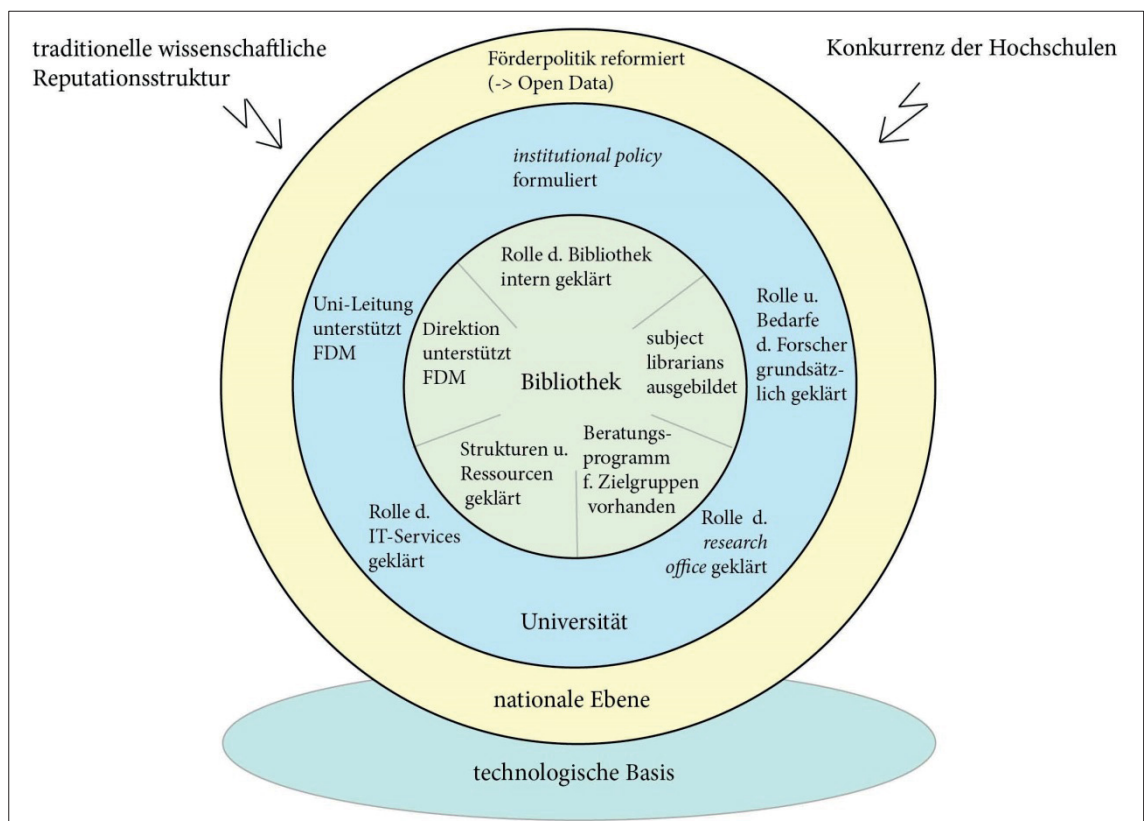 traditionelle wissenschaftliche
Reputationsstruktur
Konkurrenz der Hochschulen
Förderpolitik reformiert
(-> Open Data)
institutional policy
formuliert
Rolle d. Bibliothek
intern geklärt
Uni-Leitung
unterstützt
FDM
Direktion
unterstützt
FDM
Bibliothek
subject
librarians
ausgebildet
Rolle u.
Bedarfe
d. Forscher
grundsätz-
lich geklärt
Strukturen u.
Ressourcen
geklärt
Beratungs-
programm
f. Zielgruppen
vorhanden
Rolle d.
IT-Services
geklärt
Rolle d.
research
office geklärt
Universität
nationale Ebene
technologische Basis